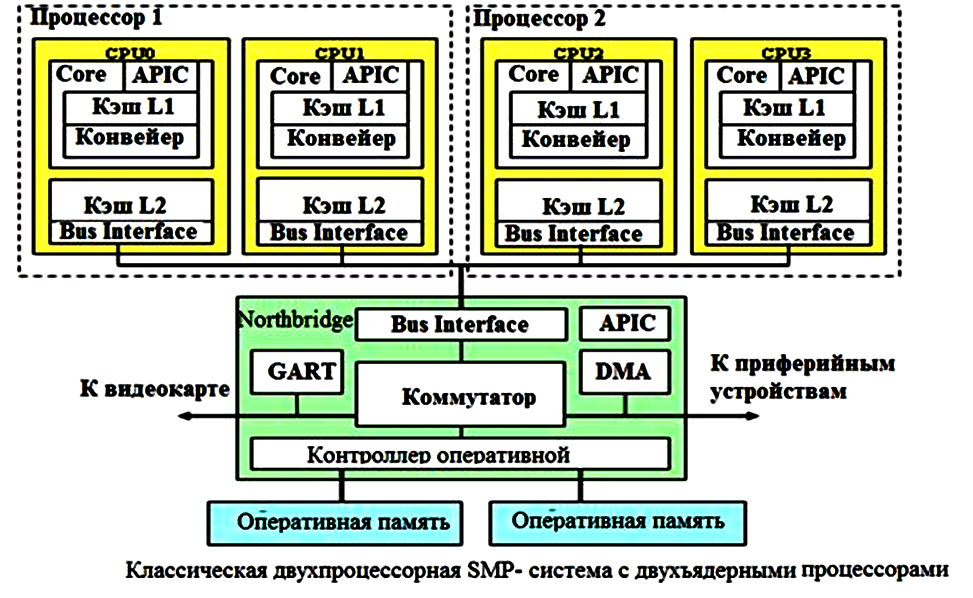 Процессор 1
Процессор 2
CPU0
CPU1
CPU2
CPU3
Core APIC
Core APIC
Core APIC
Core APIC
Кэш L1
Кэш L1
Кэш L1
Кэш L1
Конвейер
Конвейер
Конвейер
Конвейер
Кэш L2
Кэш L2
Кэш L2
Кэш L2
Bus Interface
Bus Interface
Bus Interface
Bus Interface
Northbridge
Bus Interface
APIC
GART
DMA
К видеокарте
Коммутатор
К приферийным
устройствам
Контроллер оперативной
Оперативная память
Оперативная память
Классическая двухпроцессорная SMP- система с двухъядерными процессорами